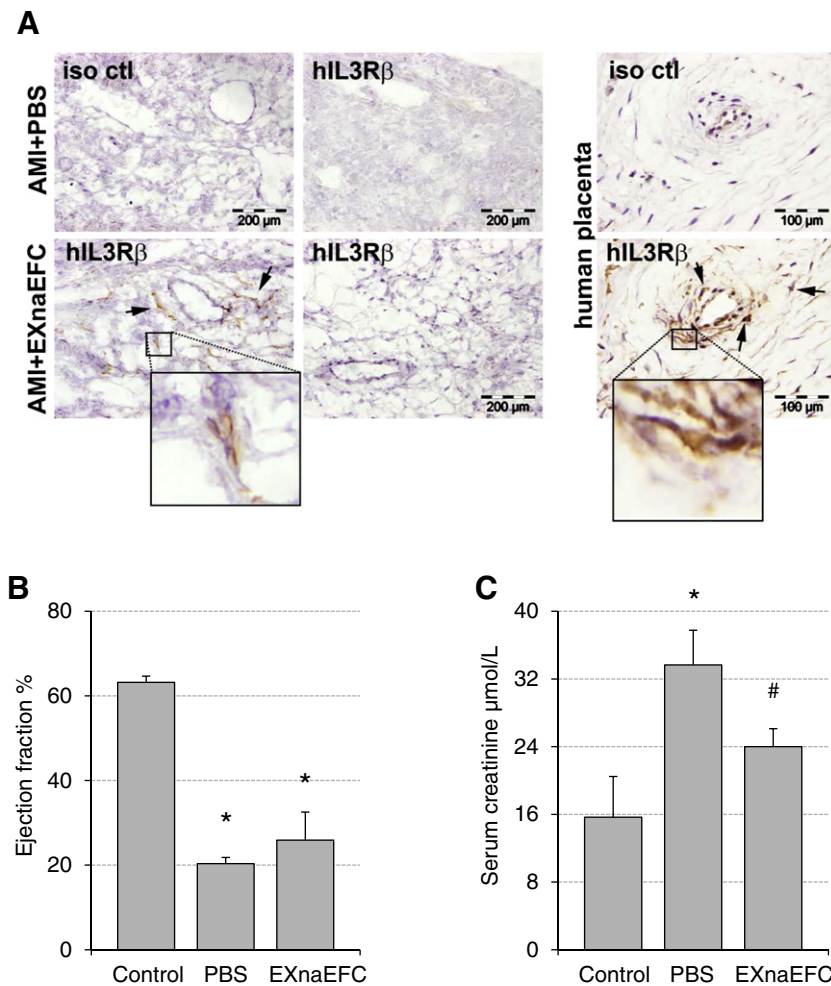 A
AMI+PBS
iso ctl
200 µm
hIL3Rβ
200 µm
human placenta
iso ctl
100 µm
AMI+EXnaEFC
hIL3Rβ
hIL3Rβ
200 µm
hIL3Rβ
100 µm
B
Ejection fraction %
80
60
40
20
0
*
*
Control PBS EXnaEFC
C
Serum creatinine µmol/L
40
32
24
16
8
0
*
#
Control PBS EXnaEFC